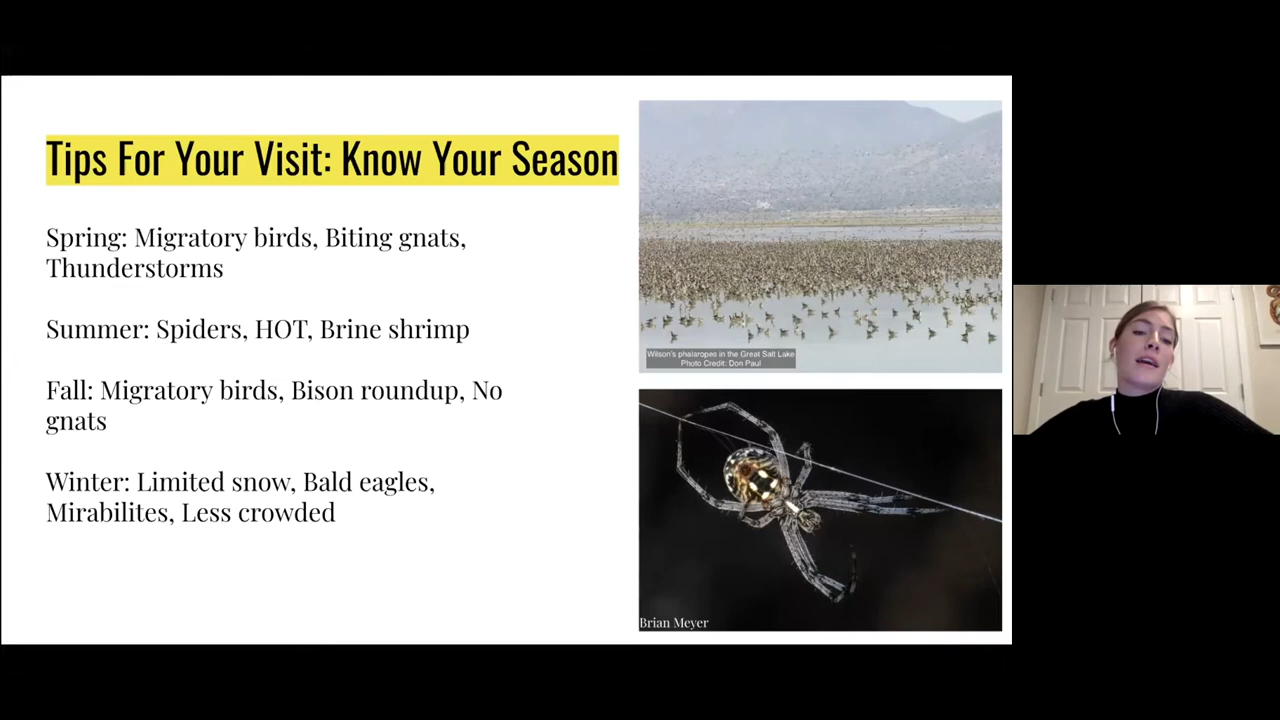 Tips For Your Visit: Know Your Season
Spring: Migratory birds, Biting gnats,
Thunderstorms
Summer: Spiders, HOT, Brine shrimp
Fall: Migratory birds, Bison roundup, No
gnats
Winter: Limited snow, Bald eagles,
Mirabilites, Less crowded
Wilson's phalaropes in the Great Salt Lake
Photo Credit: Don Paul
Brian Meyer